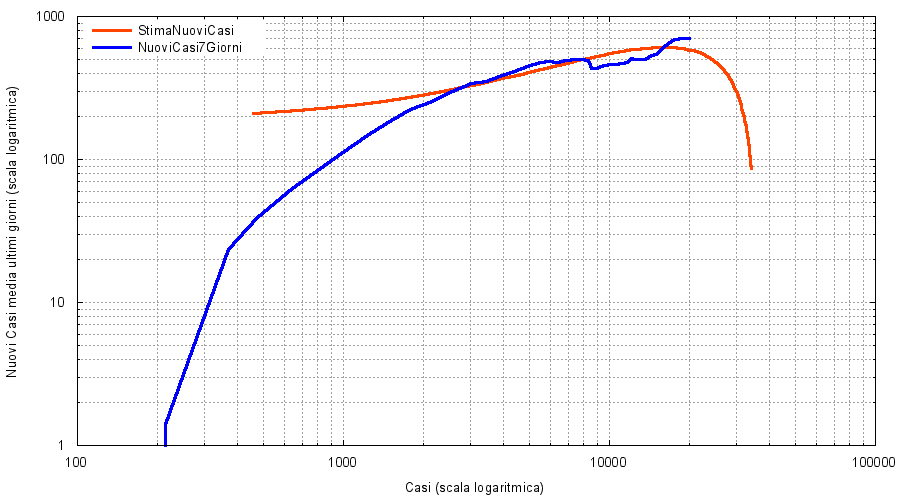 1000
StimaNuoviCasi
NuoviCasi7Giorni
100
10
1
100
1000
10000
100000
Nuovi Casi media ultimi giorni (scala logaritmica)
Casi (scala logaritmica)